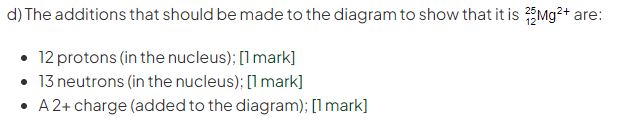 d) The additions that should be made to the diagram to show that it is ²⁵₁₂Mg²⁺ are:
• 12 protons (in the nucleus); [1 mark]
• 13 neutrons (in the nucleus); [1 mark]
• A 2+ charge (added to the diagram); [1 mark]